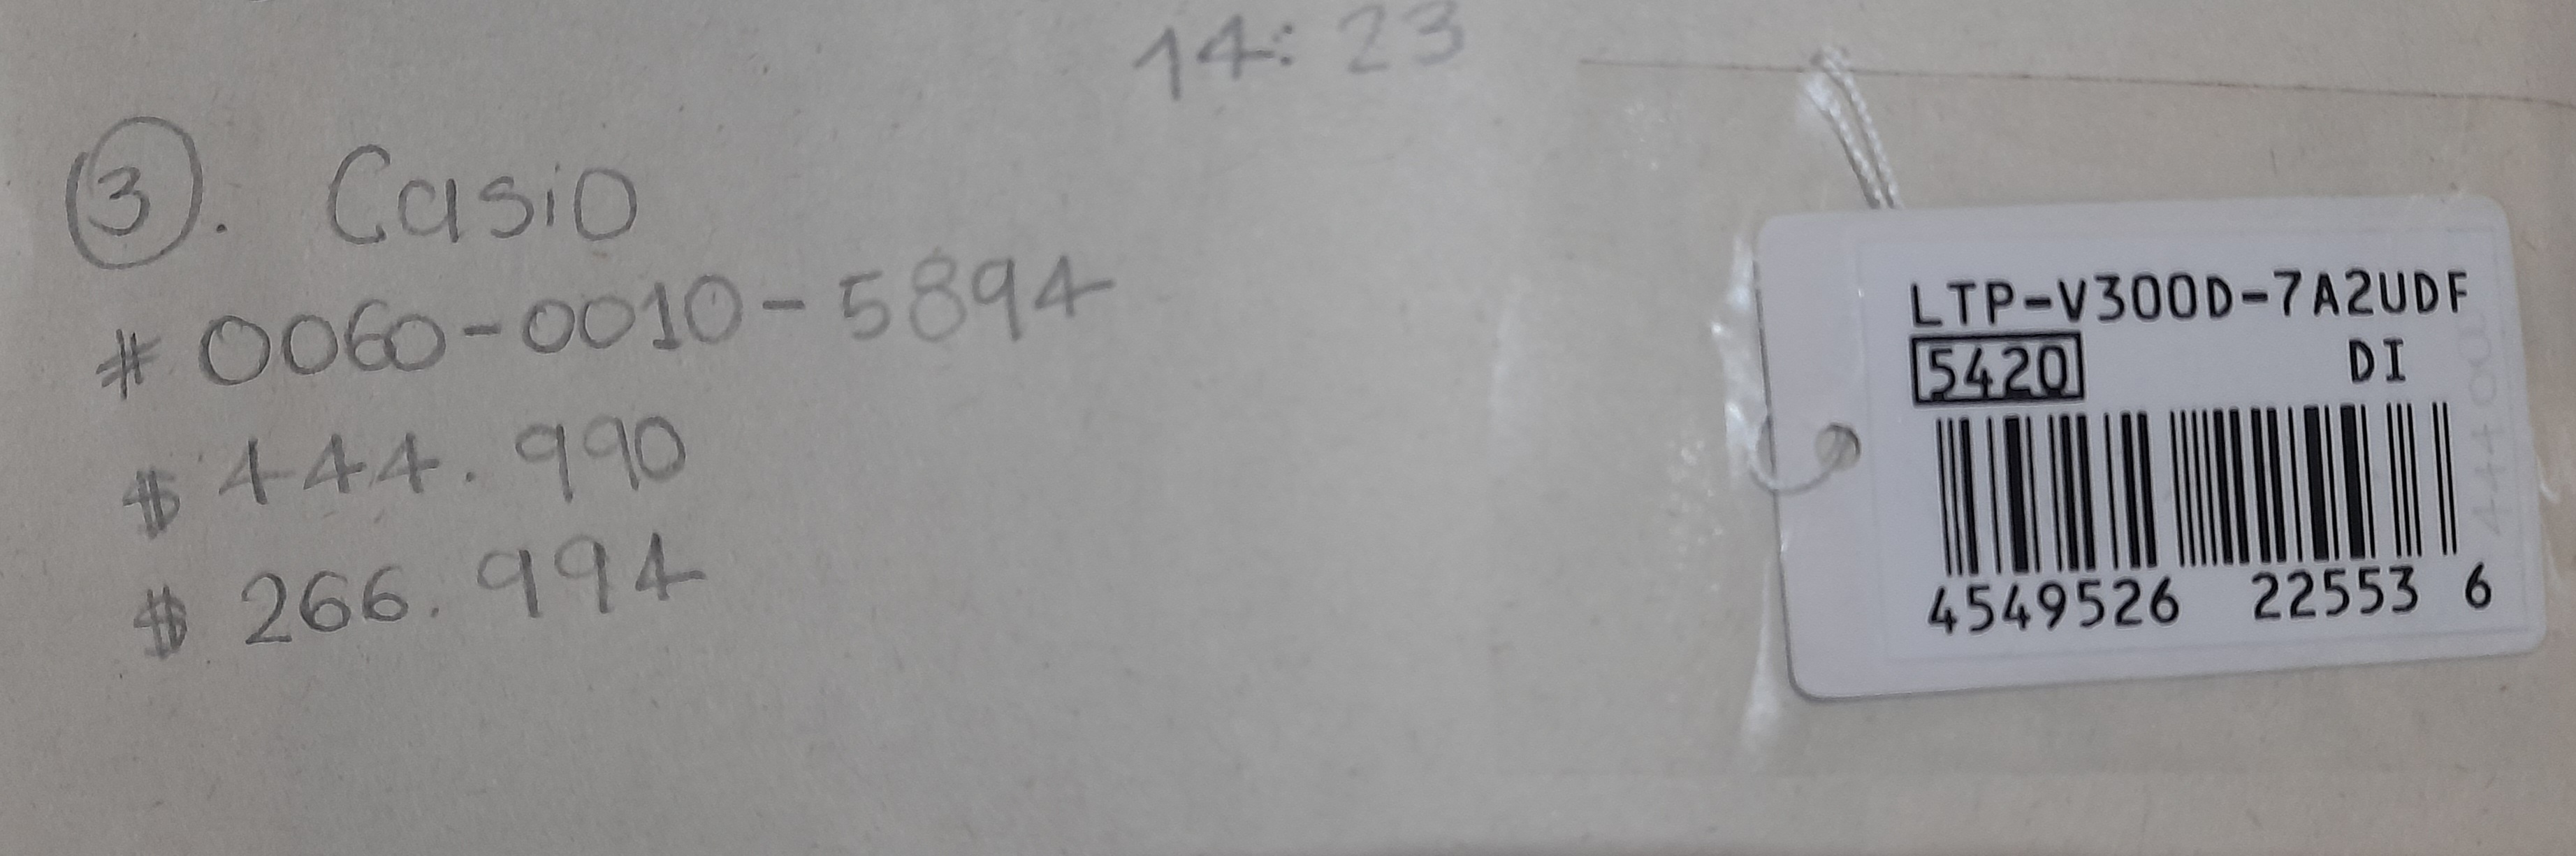 14:23
3. Casio
# 0060-0010-5894
$ 444.990
$ 266.994
LTP-V300D-7A2UDF
5420 DI
4549526 22553 6